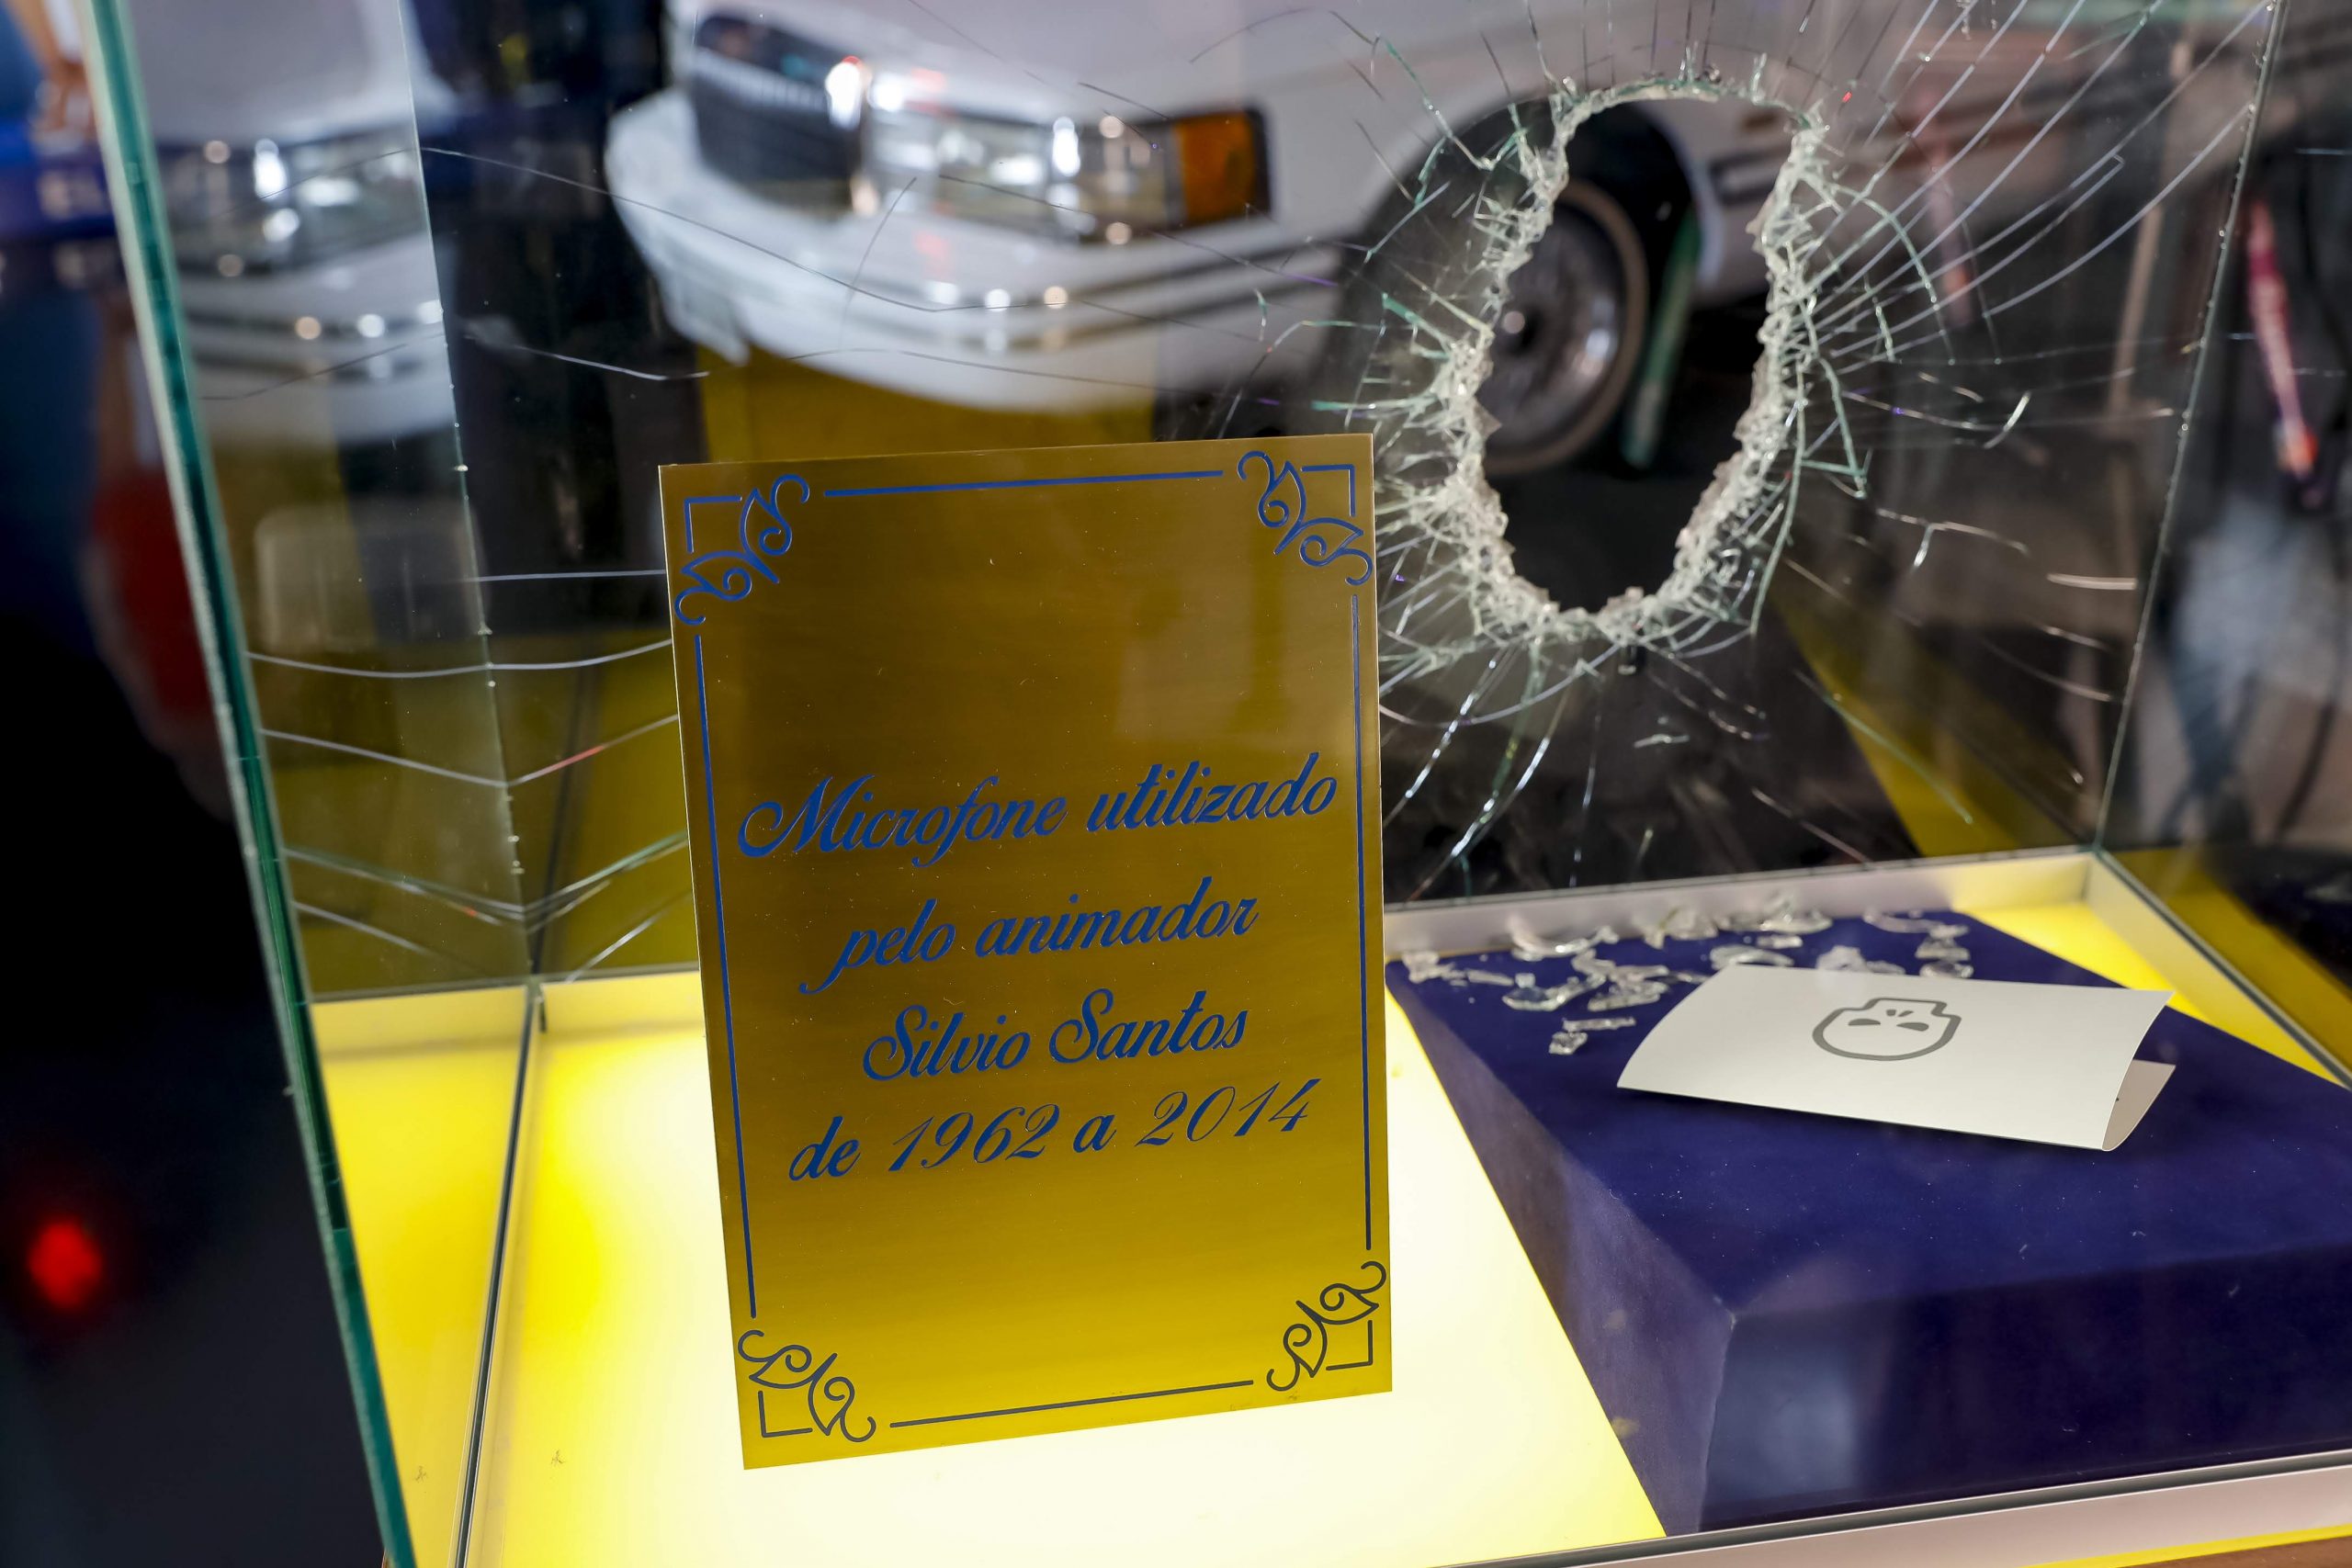 Microfone utilizado
pelo animador
Silvio Santos
de 1962 a 2014